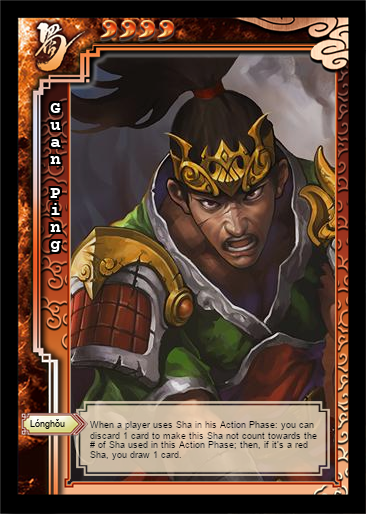 蜀
Guan Ping
Lónghǒu
When a player uses Sha in his Action Phase: you can
discard 1 card to make this Sha not count towards the
# of Sha used in this Action Phase; then, if it's a red
Sha, you draw 1 card.